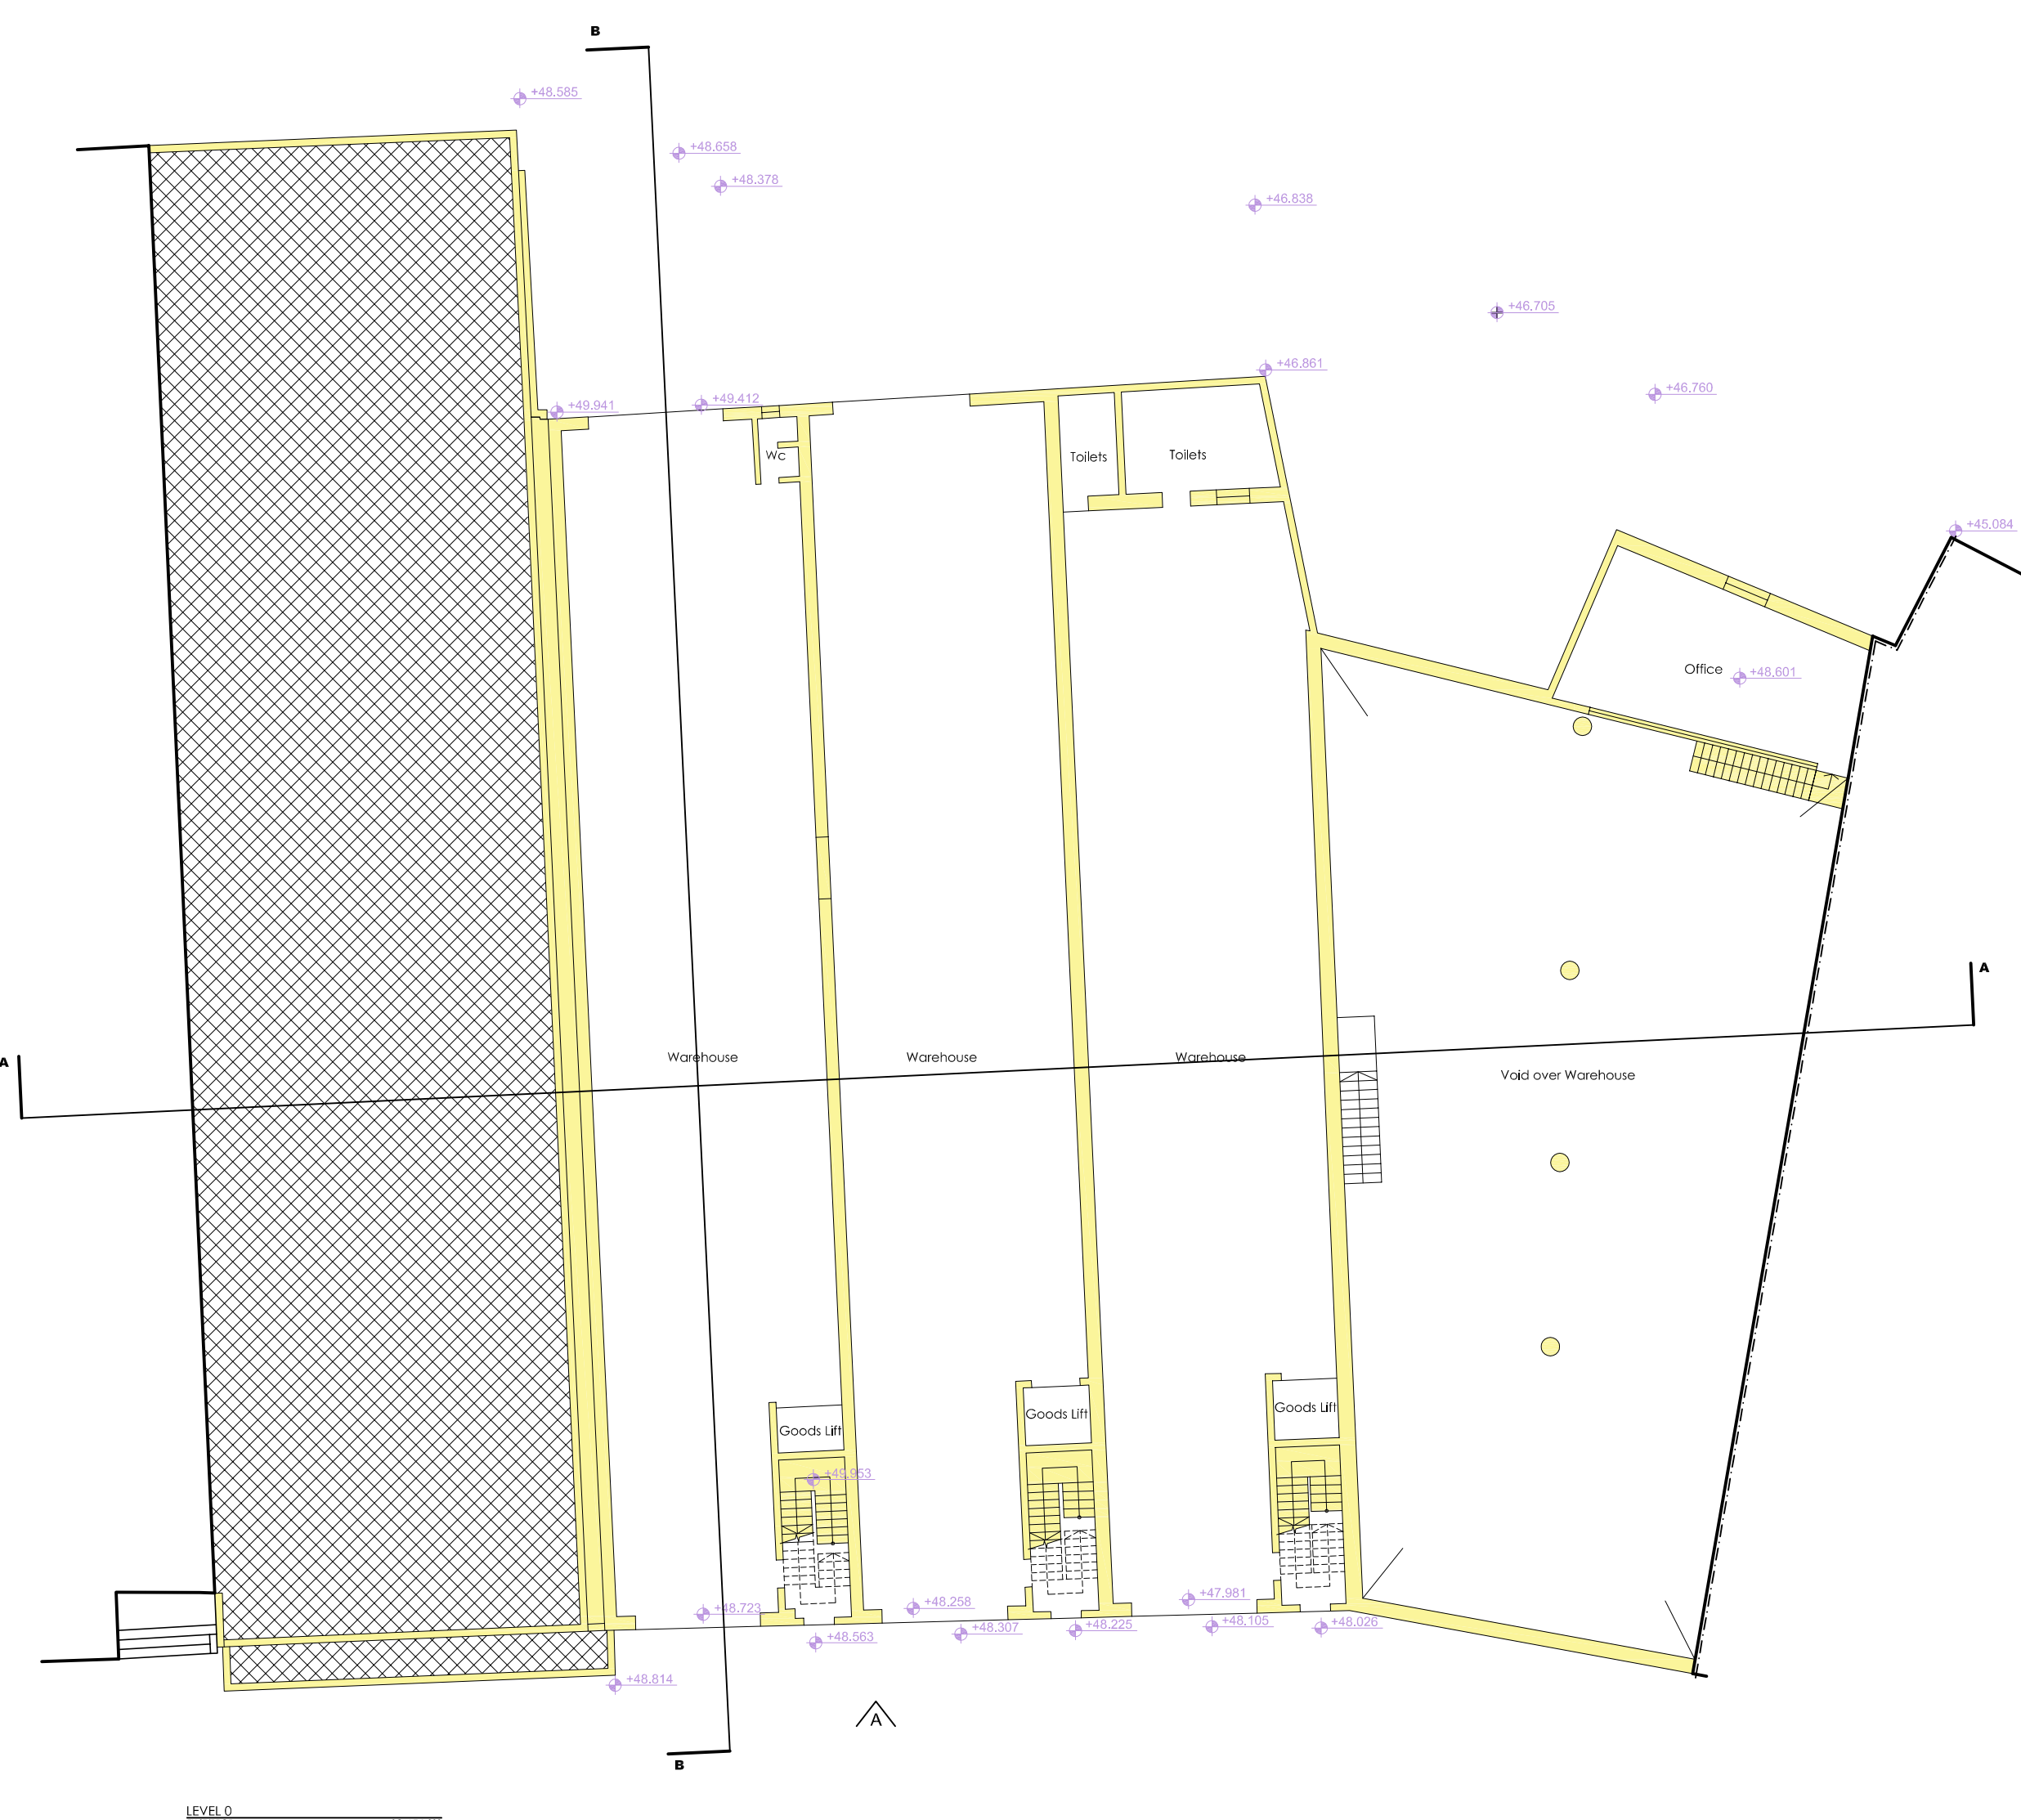 B
+48.585
+48.658
+48.378
+46.838
+46.705
+46.861
+46.760
+49.941
+49.412
Wc
Toilets
Toilets
+45.084
Office
+48.601
A
A
Warehouse
Warehouse
Warehouse
Void over Warehouse
Goods Lift
Goods Lift
Goods Lift
+49.953
+48.723
+48.258
+47.981
+48.563
+48.307
+48.225
+48.105
+48.026
+48.814
A
B
LEVEL 0